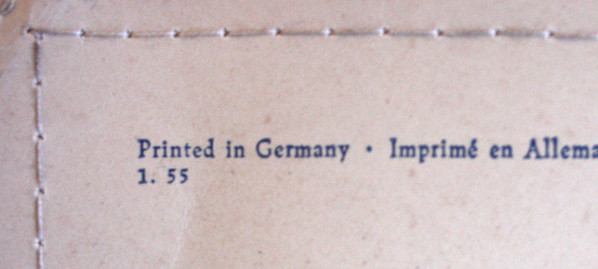 Printed in Germany · Imprimé en Allema
1. 55